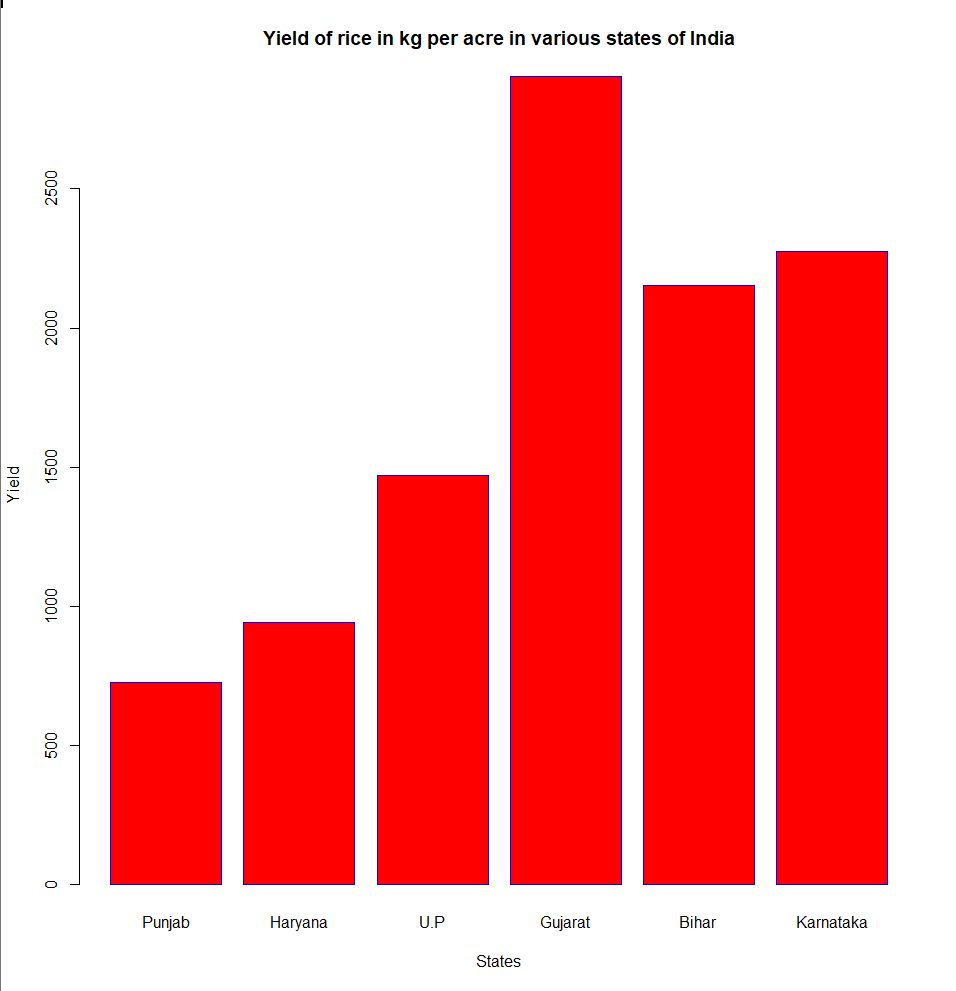 Yield of rice in kg per acre in various states of India
2500
2000
1500
1000
500
0
Yield
Punjab Haryana U.P Gujarat Bihar Karnataka
States